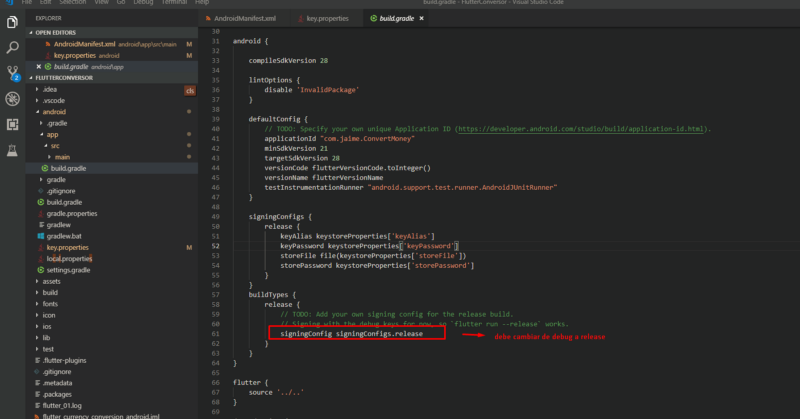 File Edit Selection View Go Debug Terminal Help
build.gradle - FlutterConversor - Visual Studio Code
EXPLORER
OPEN EDITORS
AndroidManifest.xml android\app\src\main M
key.properties android M
build.gradle android\app
FLUTTERCONVERSOR
.idea
.vscode
android
.gradle
app
src
main
build.gradle
gradle
.gitignore
build.gradle
gradle.properties
gradlew
gradlew.bat
key.properties M
local.properties
settings.gradle
assets
build
fonts
icon
ios
lib
test
.flutter-plugins
.gitignore
.metadata
.packages
flutter_01.log
flutter_currency_conversion_android.iml
2
AndroidManifest.xml key.properties build.gradle
30
31 android {
32
33 compileSdkVersion 28
34
35 lintOptions {
36 disable 'InvalidPackage'
37 }
38
39 defaultConfig {
40 // TODO: Specify your own unique Application ID (https://developer.android.com/studio/build/application-id.html).
41 applicationId "com.jaime.ConvertMoney"
42 minSdkVersion 21
43 targetSdkVersion 28
44 versionCode flutterVersionCode.toInteger()
45 versionName flutterVersionName
46 testInstrumentationRunner "android.support.test.runner.AndroidJUnitRunner"
47 }
48
49 signingConfigs {
50 release {
51 keyAlias keystoreProperties['keyAlias']
52 keyPassword keystoreProperties['keyPassword']
53 storeFile file(keystoreProperties['storeFile'])
54 storePassword keystoreProperties['storePassword']
55 }
56 }
57 buildTypes {
58 release {
59 // TODO: Add your own signing config for the release build.
60 // Signing with the debug keys for now, so `flutter run --release` works.
61 signingConfig signingConfigs.release
debe cambiar de debug a release
62 }
63 }
64 }
65
66 flutter {
67 source '../..'
68 }
69